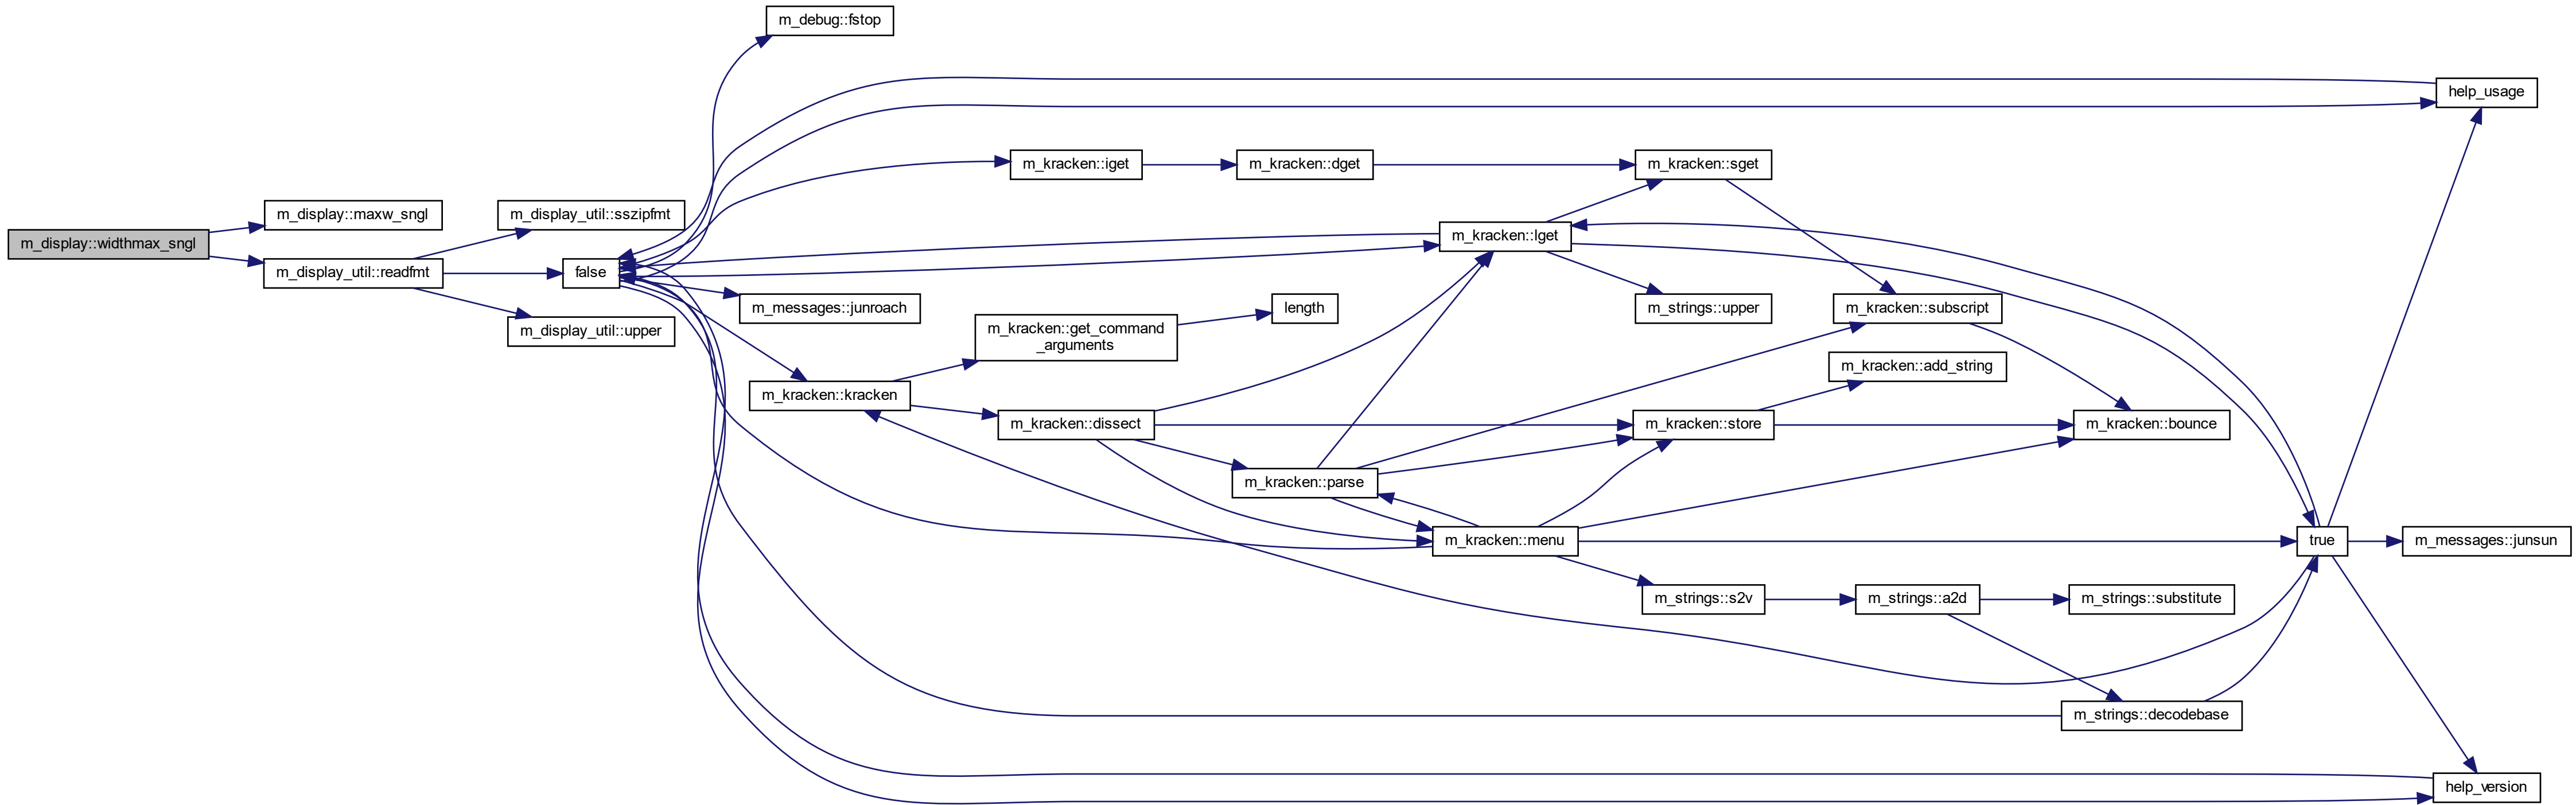 m_debug::fstop
help_usage
m_kracken::iget
m_kracken::dget
m_kracken::sget
m_display::maxw_sngl
m_display_util::sszipfmt
m_kracken::lget
m_display::widthmax_sngl
m_display_util::readfmt
false
m_messages::junroach
length
m_strings::upper
m_kracken::subscript
m_display_util::upper
m_kracken::get_command
_arguments
m_kracken::add_string
m_kracken::kracken
m_kracken::dissect
m_kracken::store
m_kracken::bounce
m_kracken::parse
m_kracken::menu
true
m_messages::junsun
m_strings::s2v
m_strings::a2d
m_strings::substitute
m_strings::decodebase
help_version